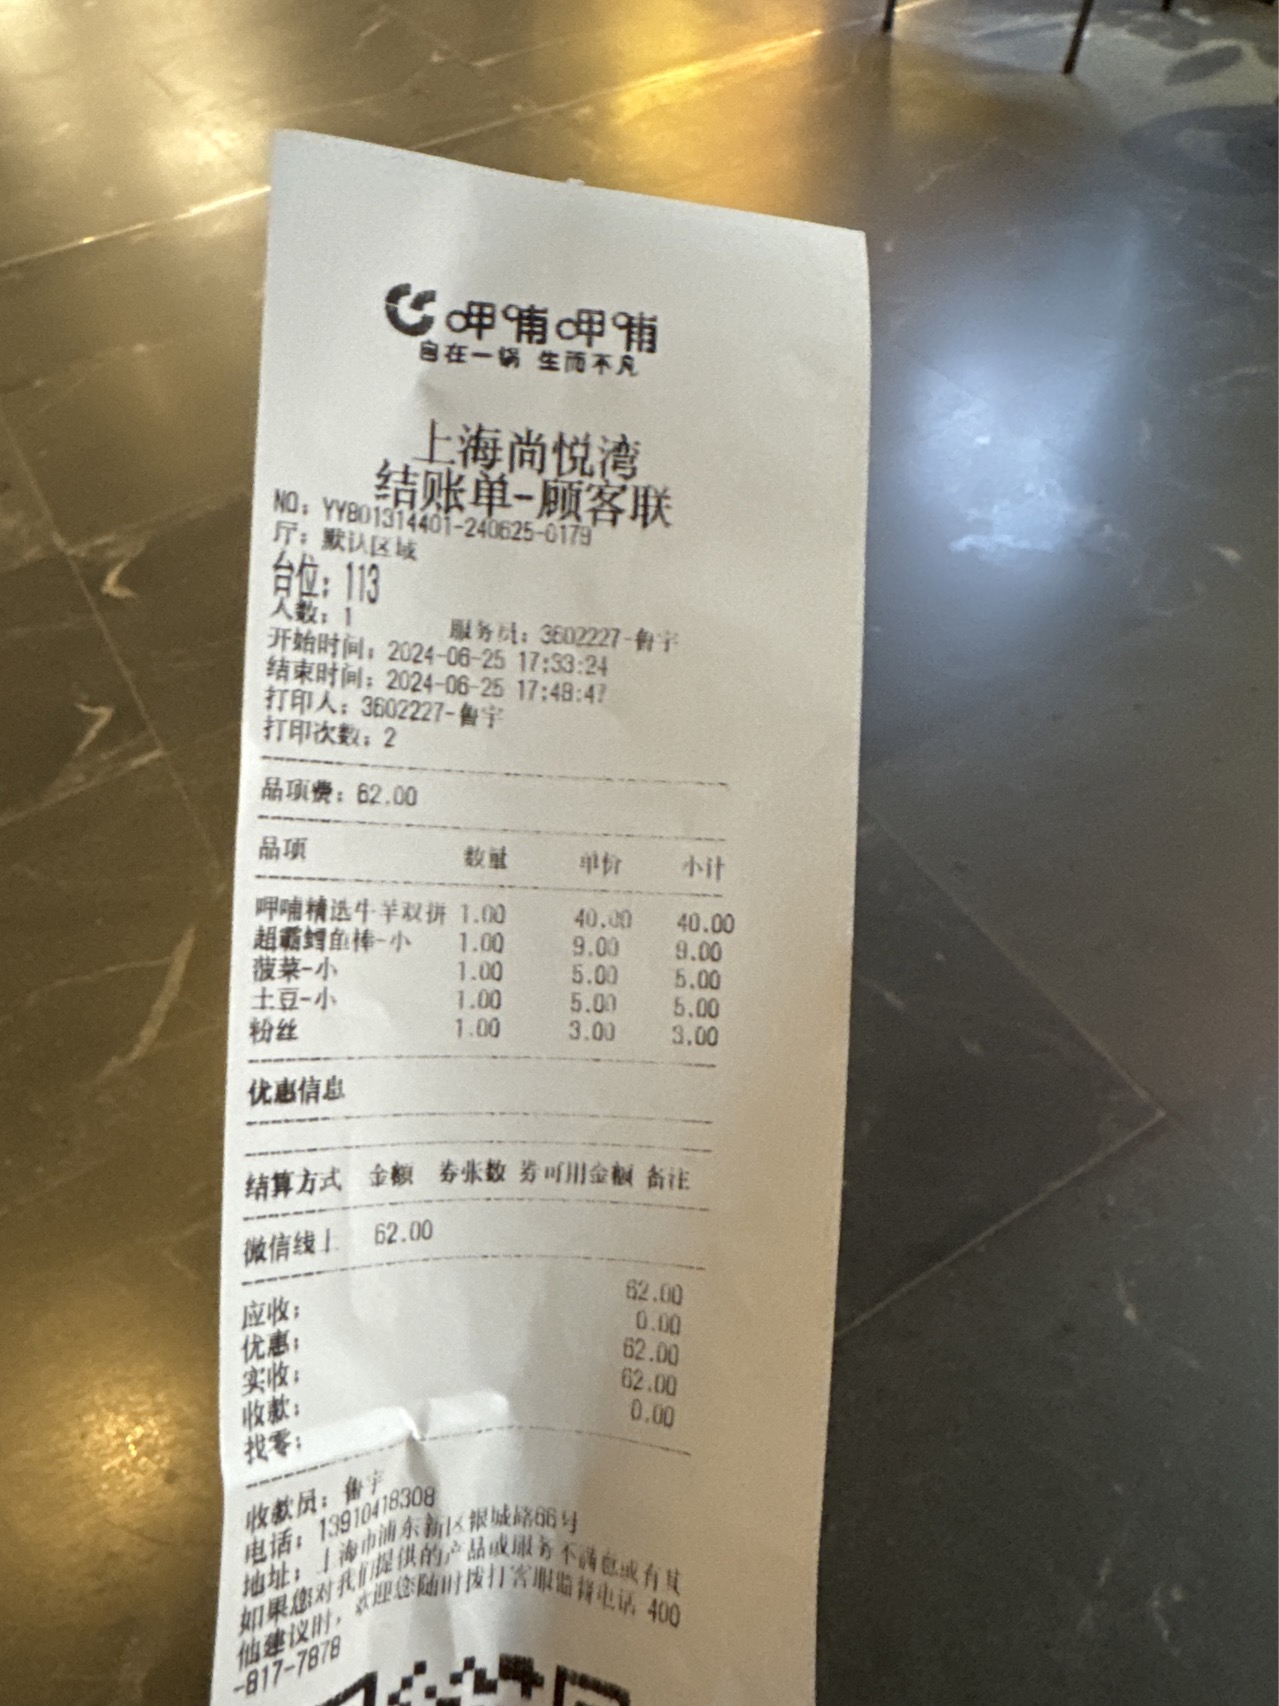 呷哺呷哺
自在一锅 生而不凡
上海尚悦湾
结账单-顾客联
NO: YYB01314401-240625-0179
厅: 默认区域
台位: 113
人数: 1 服务员: 3602227-鲁宇
开始时间: 2024-06-25 17:33:24
结束时间: 2024-06-25 17:48:47
打印人: 3602227-鲁宇
打印次数: 2
品项费: 62.00
品项 数量 单价 小计
呷哺精选牛羊双拼 1.00 40.00 40.00
超霸鳕鱼棒-小 1.00 9.00 9.00
菠菜-小 1.00 5.00 5.00
土豆-小 1.00 5.00 5.00
粉丝 1.00 3.00 3.00
优惠信息
结算方式 金额 券张数 券可用金额 备注
微信线上 62.00
应收: 62.00
优惠: 0.00
实收: 62.00
收款: 62.00
找零: 0.00
收款员: 鲁宇
电话: 13910418308
地址: 上海市浦东新区银城路66号
如果您对我们提供的产品或服务不满意或有其
他建议时，欢迎您随时拨打客服监督电话 400
-817-7878